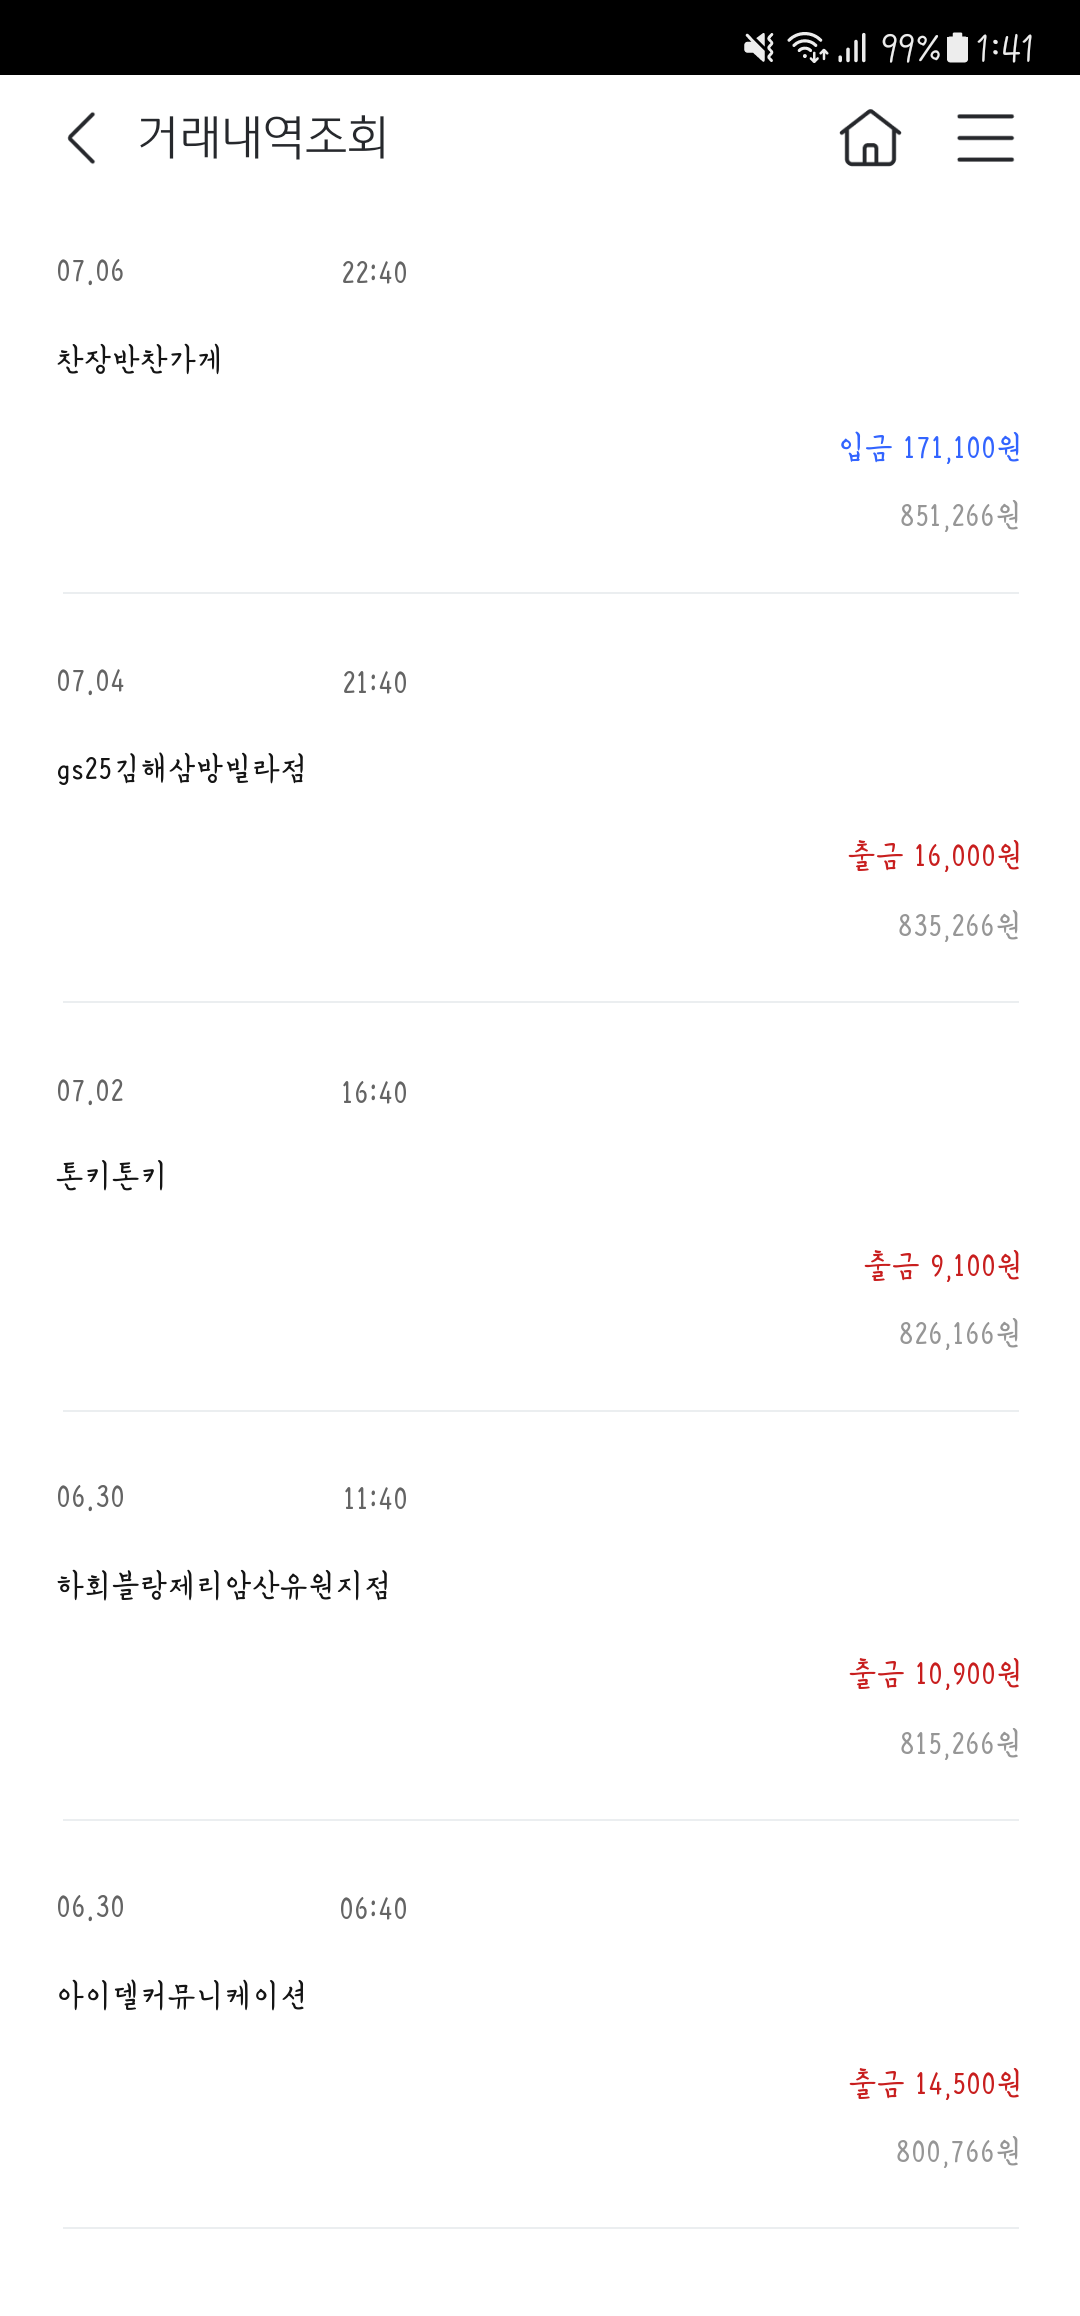 99% 1:41
거래내역조회
07.06 22:40
찬장반찬가게
입금 171,100원
851,266원
07.04 21:40
gs25김해삼방빌라점
출금 16,000원
835,266원
07.02 16:40
톤키톤키
출금 9,100원
826,166원
06.30 11:40
하회블랑제리암산유원지점
출금 10,900원
815,266원
06.30 06:40
아이델커뮤니케이션
출금 14,500원
800,766원